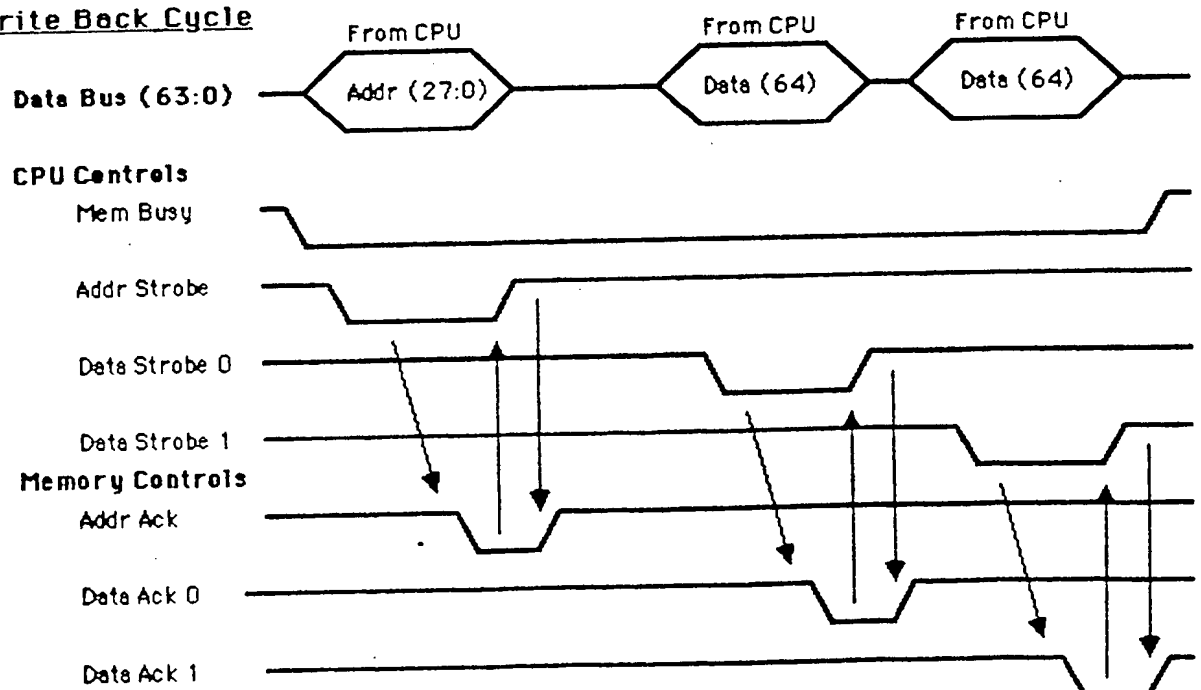 rite Back Cycle
From CPU
From CPU
From CPU
Data Bus (63:0)
Addr (27:0)
Data (64)
Data (64)
CPU Controls
Mem Busy
Addr Strobe
Data Strobe 0
Data Strobe 1
Memory Controls
Addr Ack
Data Ack 0
Data Ack 1